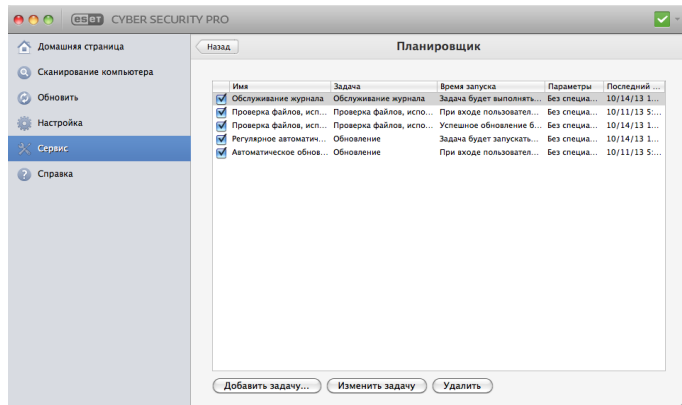 eset CYBER SECURITY PRO
Домашняя страница
Сканирование компьютера
Обновить
Настройка
Сервис
Справка
Назад
Планировщик
Имя Задача Время запуска Параметры Последний ...
Обслуживание журнала Обслуживание журнала Задача будет выполнять... Без специа... 10/14/13 1...
Проверка файлов, исп... Проверка файлов, испо... При входе пользовател... Без специа... 10/11/13 5:...
Проверка файлов, исп... Проверка файлов, испо... Успешное обновление б... Без специа... 10/14/13 1...
Регулярное автоматич... Обновление Задача будет запускать... Без специа... 10/14/13 1...
Автоматическое обнов... Обновление При входе пользовател... Без специа... 10/11/13 5:...
Добавить задачу... Изменить задачу Удалить